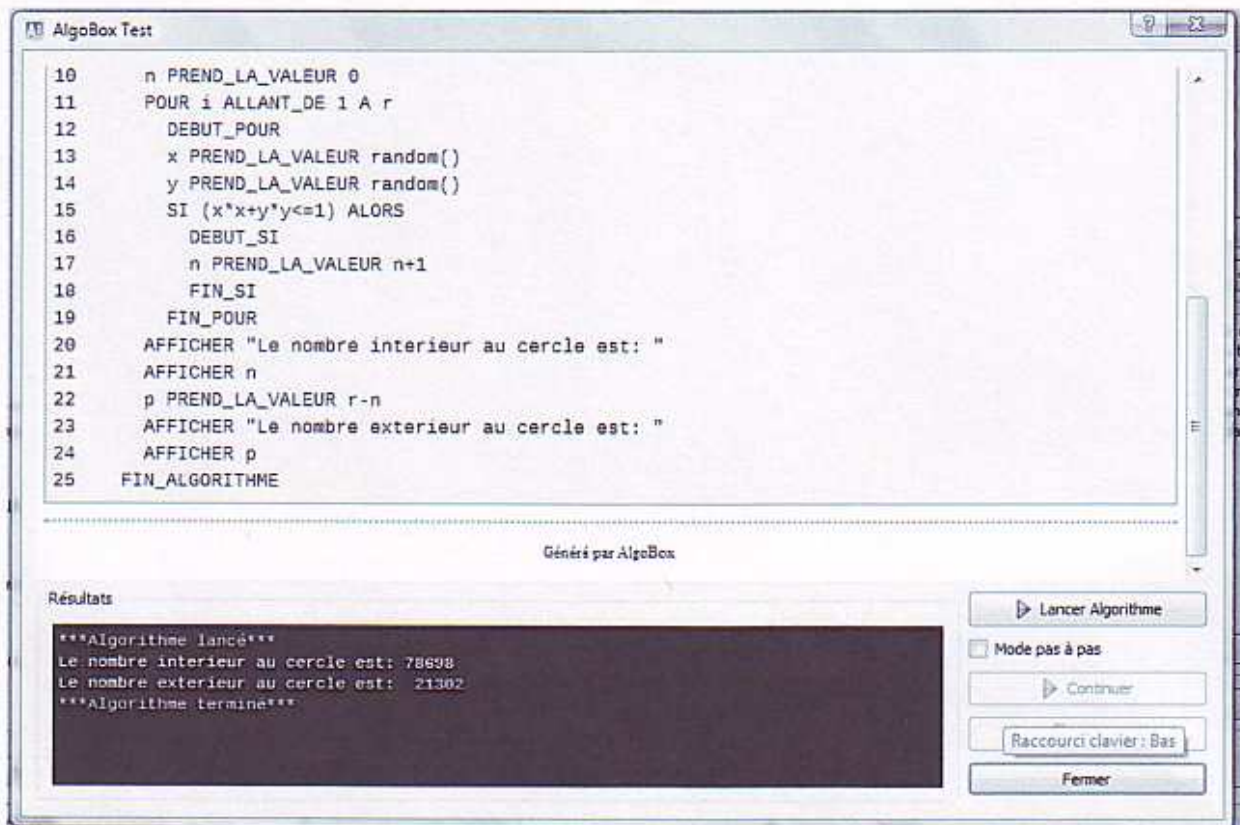 AlgoBox Test
10 n PREND_LA_VALEUR 0
11 POUR i ALLANT_DE 1 A r
12 DEBUT_POUR
13 x PREND_LA_VALEUR random()
14 y PREND_LA_VALEUR random()
15 SI (x*x+y*y<=1) ALORS
16 DEBUT_SI
17 n PREND_LA_VALEUR n+1
18 FIN_SI
19 FIN_POUR
20 AFFICHER "Le nombre interieur au cercle est: "
21 AFFICHER n
22 p PREND_LA_VALEUR r-n
23 AFFICHER "Le nombre exterieur au cercle est: "
24 AFFICHER p
25 FIN_ALGORITHME
Généré par AlgoBox
Résultats
***Algorithme lancé***
Le nombre interieur au cercle est: 78698
Le nombre exterieur au cercle est: 21302
***Algorithme terminé***
Lancer Algorithme
Mode pas à pas
Continuer
Raccourci clavier : Bas
Fermer